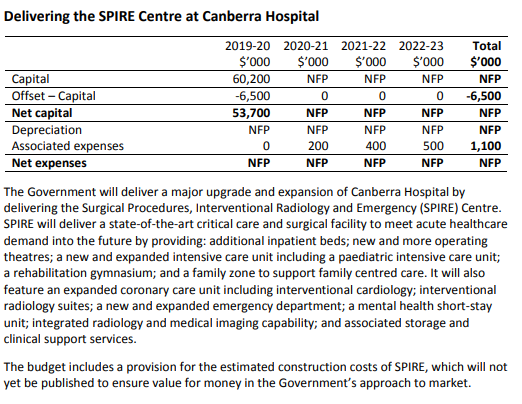 Delivering the SPIRE Centre at Canberra Hospital
2019-20 2020-21 2021-22 2022-23 Total
$'000 $'000 $'000 $'000 $'000
Capital 60,200 NFP NFP NFP NFP
Offset – Capital -6,500 0 0 0 -6,500
Net capital 53,700 NFP NFP NFP NFP
Depreciation NFP NFP NFP NFP NFP
Associated expenses 0 200 400 500 1,100
Net expenses NFP NFP NFP NFP NFP
The Government will deliver a major upgrade and expansion of Canberra Hospital by
delivering the Surgical Procedures, Interventional Radiology and Emergency (SPIRE) Centre.
SPIRE will deliver a state-of-the-art critical care and surgical facility to meet acute healthcare
demand into the future by providing: additional inpatient beds; new and more operating
theatres; a new and expanded intensive care unit including a paediatric intensive care unit;
a rehabilitation gymnasium; and a family zone to support family centred care. It will also
feature an expanded coronary care unit including interventional cardiology; interventional
radiology suites; a new and expanded emergency department; a mental health short-stay
unit; integrated radiology and medical imaging capability; and associated storage and
clinical support services.
The budget includes a provision for the estimated construction costs of SPIRE, which will not
yet be published to ensure value for money in the Government's approach to market.